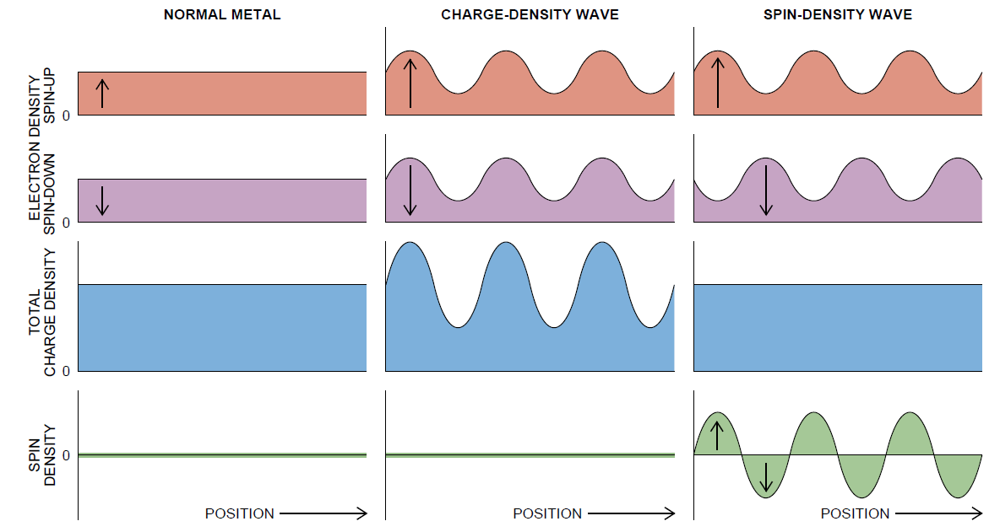 NORMAL METAL
CHARGE-DENSITY WAVE
SPIN-DENSITY WAVE
ELECTRON DENSITY
SPIN-UP
0
SPIN-DOWN
0
TOTAL
CHARGE DENSITY
0
SPIN
DENSITY
0
POSITION
POSITION
POSITION